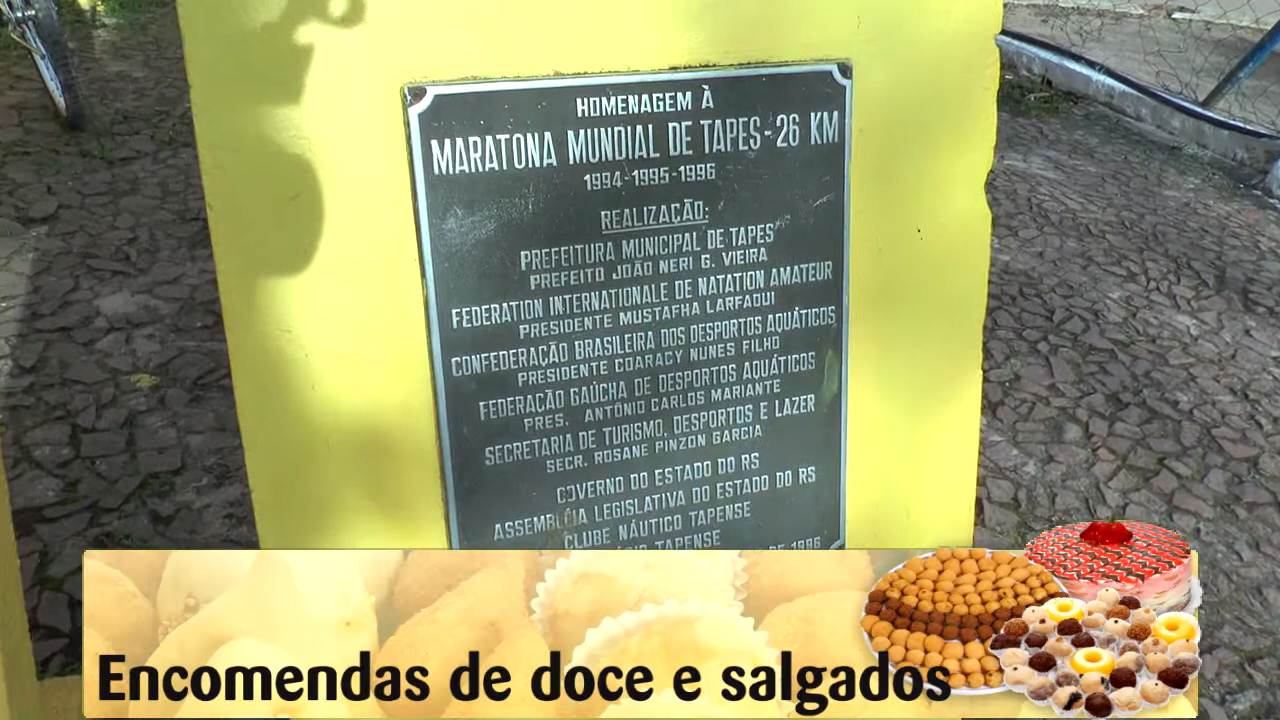 HOMENAGEM À
MARATONA MUNDIAL DE TAPES - 26 KM
1994-1995-1996
REALIZAÇÃO:
PREFEITURA MUNICIPAL DE TAPES
PREFEITO JOÃO NERI G. VIEIRA
FEDERATION INTERNATIONALE DE NATATION AMATEUR
PRESIDENTE MUSTAFHA LARFAOUI
CONFEDERAÇÃO BRASILEIRA DOS DESPORTOS AQUÁTICOS
PRESIDENTE COARACY NUNES FILHO
FEDERAÇÃO GAÚCHA DE DESPORTOS AQUÁTICOS
PRES. ANTÔNIO CARLOS MARIANTE
SECRETARIA DE TURISMO, DESPORTOS E LAZER
SECR. ROSANE PINZON GARCIA
GOVERNO DO ESTADO DO RS
ASSEMBLÉIA LEGISLATIVA DO ESTADO DO RS
CLUBE NÁUTICO TAPENSE
TAPENSE
DE 1996
Encomendas de doce e salgados